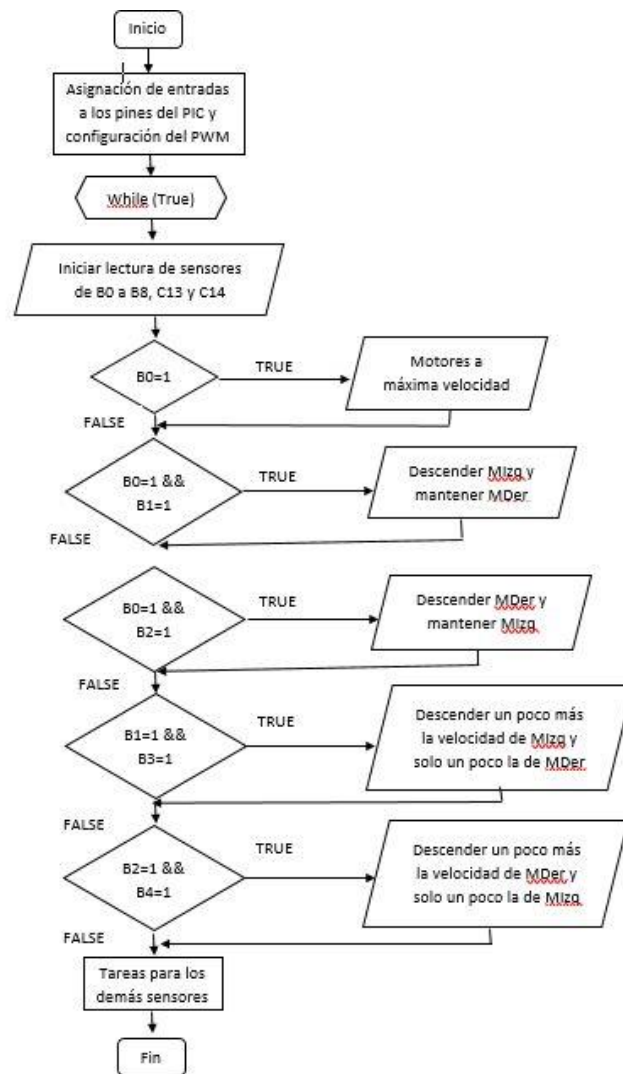 Inicio
Asignación de entradas
a los pines del PIC y
configuración del PWM
While (True)
Iniciar lectura de sensores
de B0 a B8, C13 y C14
B0=1
TRUE
Motores a
máxima velocidad
FALSE
B0=1 &&
B1=1
TRUE
Descender MIzq y
mantener MDer
FALSE
B0=1 &&
B2=1
TRUE
Descender MDer y
mantener MIzq
FALSE
B1=1 &&
B3=1
TRUE
Descender un poco más
la velocidad de MIzq y
solo un poco la de MDer
FALSE
B2=1 &&
B4=1
TRUE
Descender un poco más
la velocidad de MDer y
solo un poco la de MIzq
FALSE
Tareas para los
demás sensores
Fin